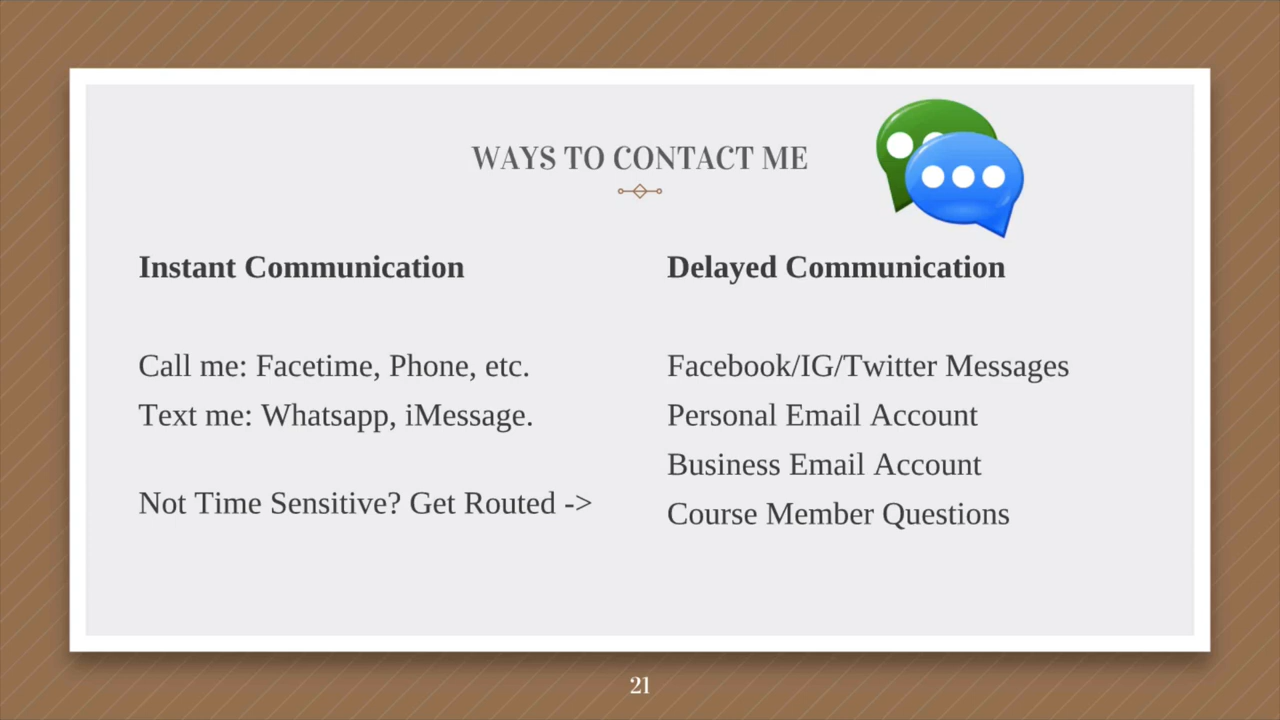 WAYS TO CONTACT ME
Instant Communication
Call me: Facetime, Phone, etc.
Text me: Whatsapp, iMessage.
Not Time Sensitive? Get Routed ->
Delayed Communication
Facebook/IG/Twitter Messages
Personal Email Account
Business Email Account
Course Member Questions
21